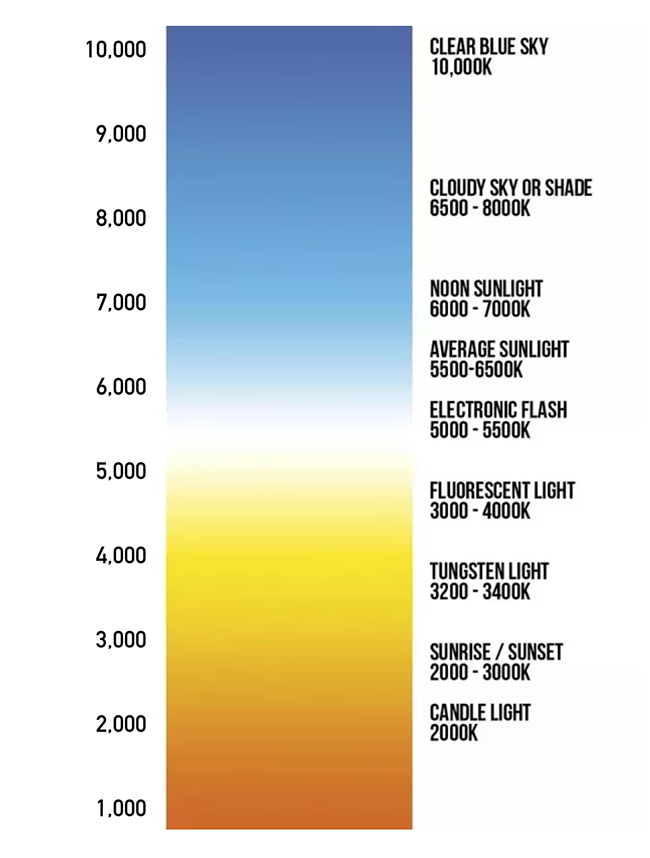 10,000
9,000
8,000
7,000
6,000
5,000
4,000
3,000
2,000
1,000
CLEAR BLUE SKY
10,000K
CLOUDY SKY OR SHADE
6500 - 8000K
NOON SUNLIGHT
6000 - 7000K
AVERAGE SUNLIGHT
5500-6500K
ELECTRONIC FLASH
5000 - 5500K
FLUORESCENT LIGHT
3000 - 4000K
TUNGSTEN LIGHT
3200 - 3400K
SUNRISE / SUNSET
2000 - 3000K
CANDLE LIGHT
2000K